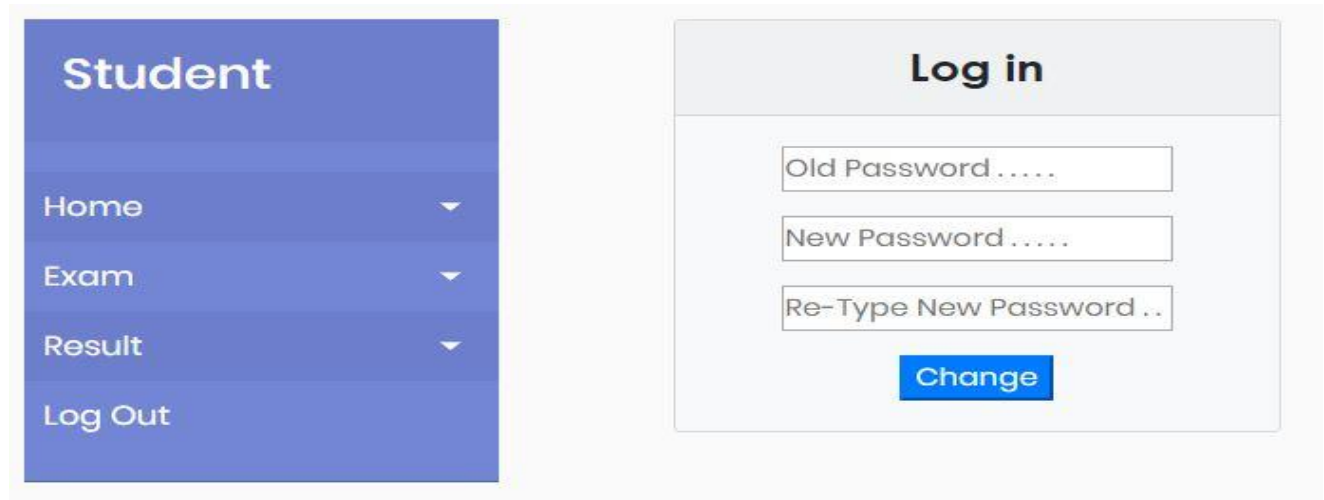 Student
Home
Exam
Result
Log Out
Log in
Old Password . . . . .
New Password . . . . .
Re-Type New Password . .
Change